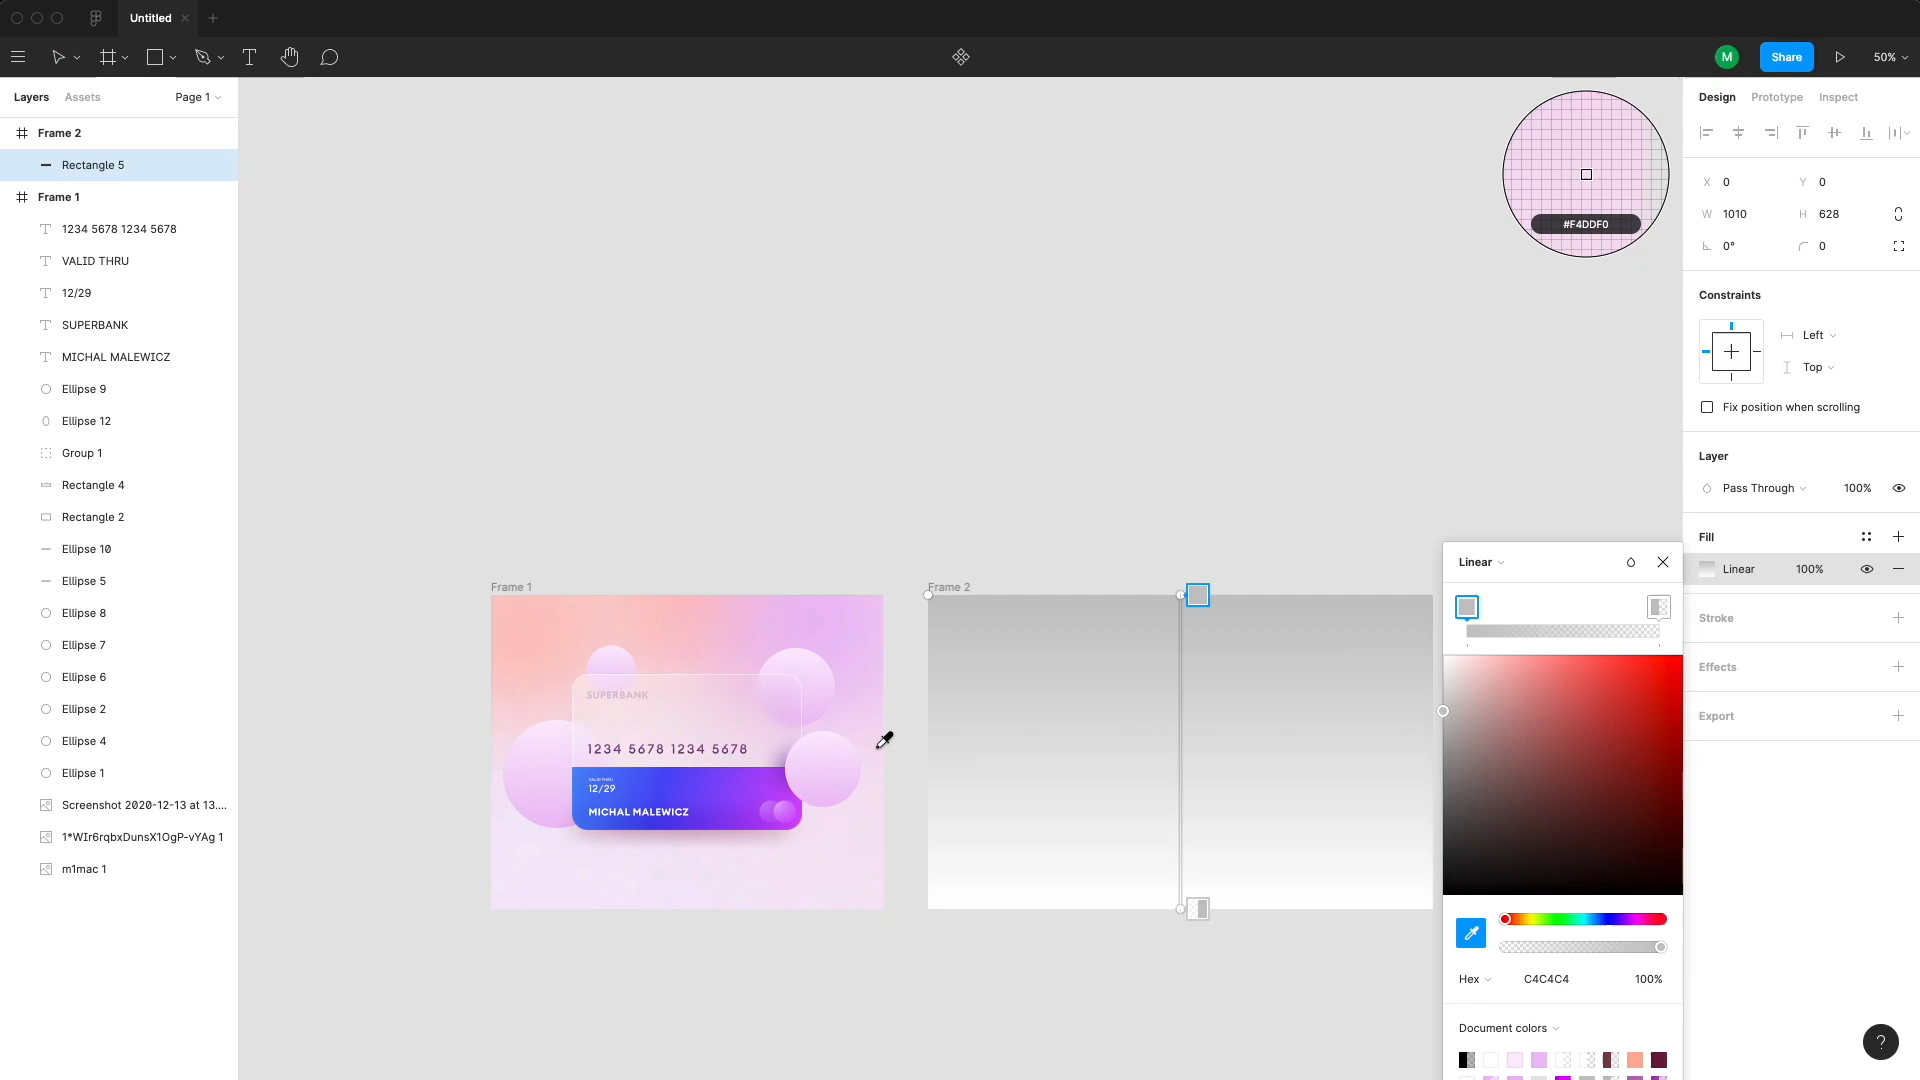 Untitled
M
Share
50%
Layers
Assets
Page 1
Frame 2
Rectangle 5
Frame 1
1234 5678 1234 5678
VALID THRU
12/29
SUPERBANK
MICHAL MALEWICZ
Ellipse 9
Ellipse 12
Group 1
Rectangle 4
Rectangle 2
Ellipse 10
Ellipse 5
Ellipse 8
Ellipse 7
Ellipse 6
Ellipse 2
Ellipse 4
Ellipse 1
Screenshot 2020-12-13 at 13....
1*WIr6rqbxDunsX1OgP-vYAg 1
m1mac 1
#F4DDF0
Frame 1
SUPERBANK
1234 5678 1234 5678
VALID THRU
12/29
MICHAL MALEWICZ
Frame 2
Linear
Hex
C4C4C4
100%
Document colors
Design
Prototype
Inspect
X 0
Y 0
W 1010
H 628
0°
0
Constraints
Left
Top
Fix position when scrolling
Layer
Pass Through
100%
Fill
Linear
100%
Stroke
Effects
Export
?